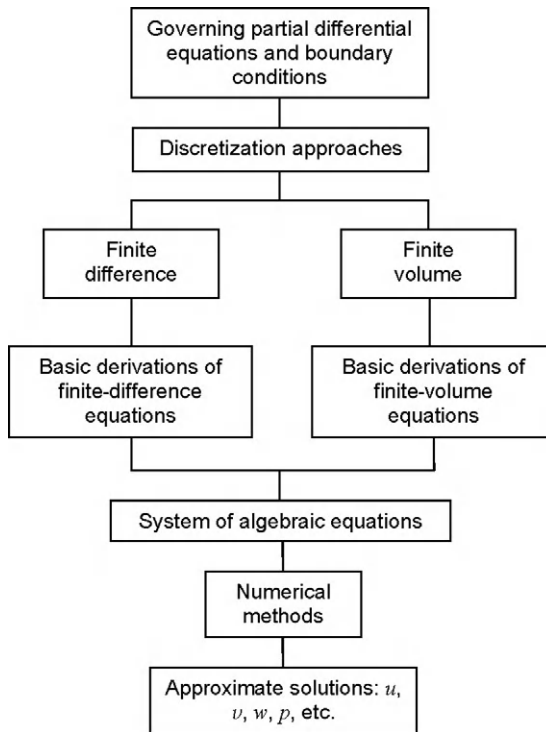 Governing partial differential
equations and boundary
conditions
Discretization approaches
Finite
difference
Finite
volume
Basic derivations of
finite-difference
equations
Basic derivations of
finite-volume
equations
System of algebraic equations
Numerical
methods
Approximate solutions: u,
υ, w, p, etc.